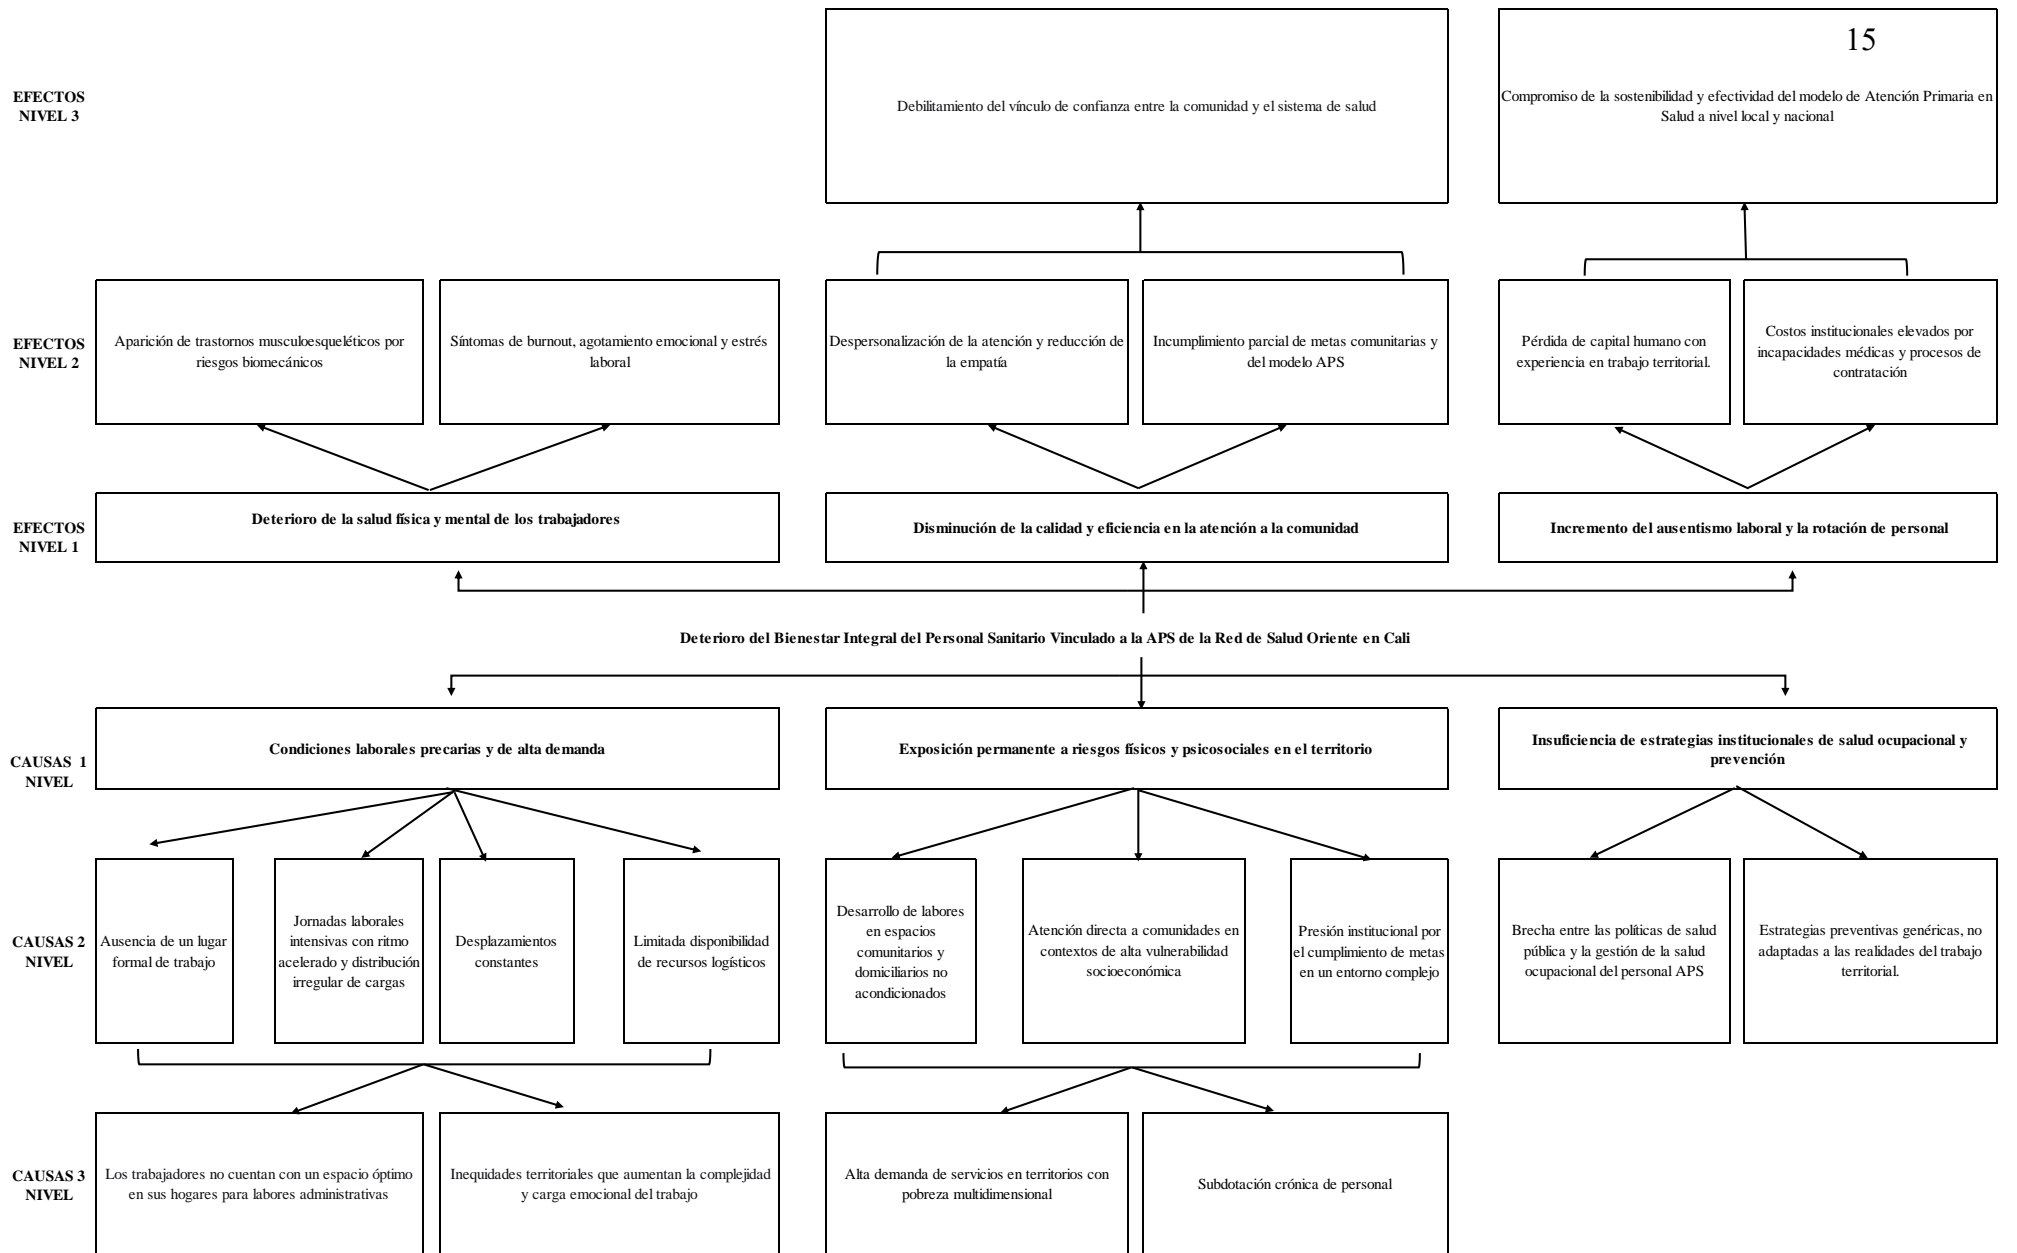 15
EFECTOS
NIVEL 3
Debilitamiento del vínculo de confianza entre la comunidad y el sistema de salud
Compromiso de la sostenibilidad y efectividad del modelo de Atención Primaria en
Salud a nivel local y nacional
EFECTOS
NIVEL 2
Aparición de trastornos musculoesqueléticos por
riesgos biomecánicos
Síntomas de burnout, agotamiento emocional y estrés
laboral
Despersonalización de la atención y reducción de
la empatía
Incumplimiento parcial de metas comunitarias y
del modelo APS
Pérdida de capital humano con
experiencia en trabajo territorial.
Costos institucionales elevados por
incapacidades médicas y procesos de
contratación
EFECTOS
NIVEL 1
Deterioro de la salud física y mental de los trabajadores
Disminución de la calidad y eficiencia en la atención a la comunidad
Incremento del ausentismo laboral y la rotación de personal
Deterioro del Bienestar Integral del Personal Sanitario Vinculado a la APS de la Red de Salud Oriente en Cali
CAUSAS 1
NIVEL
Condiciones laborales precarias y de alta demanda
Exposición permanente a riesgos físicos y psicosociales en el territorio
Insuficiencia de estrategias institucionales de salud ocupacional y
prevención
CAUSAS 2
NIVEL
Ausencia de un lugar
formal de trabajo
Jornadas laborales
intensivas con ritmo
acelerado y distribución
irregular de cargas
Desplazamientos
constantes
Limitada disponibilidad
de recursos logísticos
Desarrollo de labores
en espacios
comunitarios y
domiciliarios no
acondicionados
Atención directa a comunidades en
contextos de alta vulnerabilidad
socioeconómica
Presión institucional por
el cumplimiento de metas
en un entorno complejo
Brecha entre las políticas de salud
pública y la gestión de la salud
ocupacional del personal APS
Estrategias preventivas genéricas, no
adaptadas a las realidades del trabajo
territorial.
CAUSAS 3
NIVEL
Los trabajadores no cuentan con un espacio óptimo
en sus hogares para labores administrativas
Inequidades territoriales que aumentan la complejidad
y carga emocional del trabajo
Alta demanda de servicios en territorios con
pobreza multidimensional
Subdotación crónica de personal